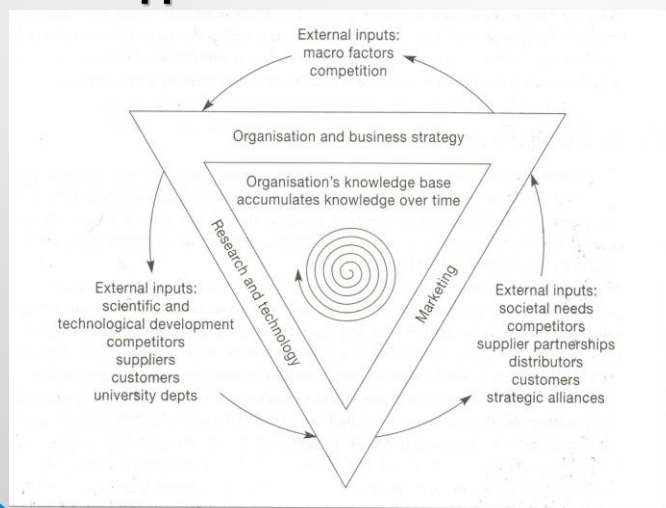 External inputs:
macro factors
competition
Organisation and business strategy
Organisation's knowledge base
accumulates knowledge over time
Research and technology
Marketing
External inputs:
scientific and
technological development
competitors
suppliers
customers
university depts
External inputs:
societal needs
competitors
supplier partnerships
distributors
customers
strategic alliances